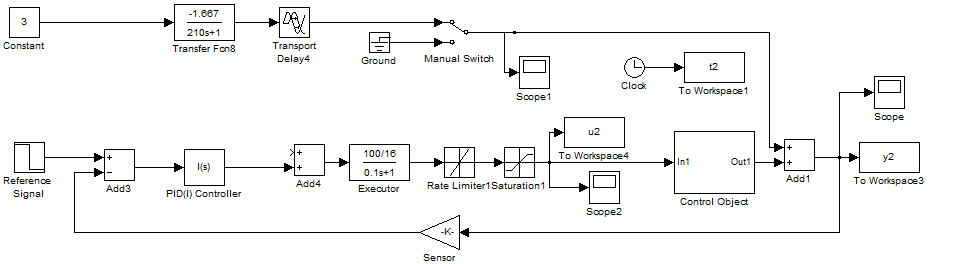 3
Constant
-1.667
210s+1
Transfer Fcn8
Transport
Delay4
Ground
Manual Switch
Scope1
Clock
t2
To Workspace1
Scope
Reference
Signal
+
−
Add3
I(s)
PID(I) Controller
+
+
Add4
100/16
0.1s+1
Executor
Rate Limiter1
Saturation1
u2
To Workspace4
Scope2
In1
Out1
Control Object
+
+
Add1
y2
To Workspace3
-K-
Sensor